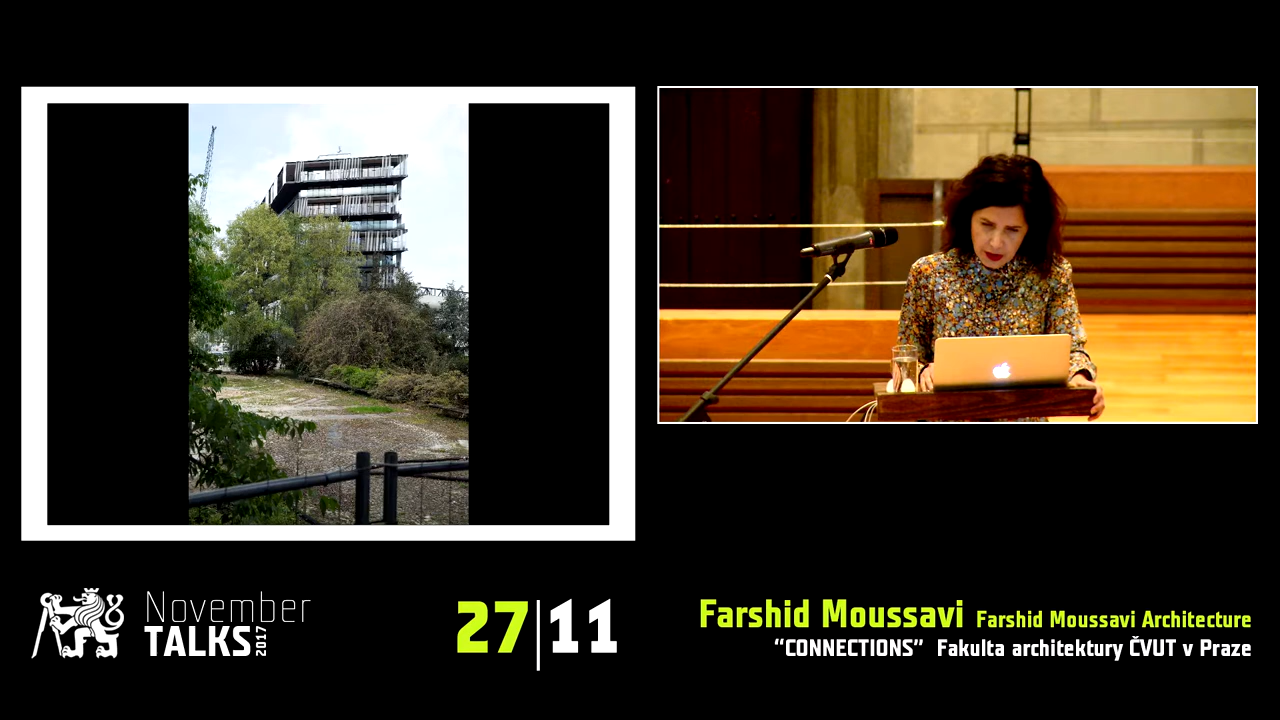 November
TALKS 2017
27|11
Farshid Moussavi Farshid Moussavi Architecture
“CONNECTIONS” Fakulta architektury ČVUT v Praze